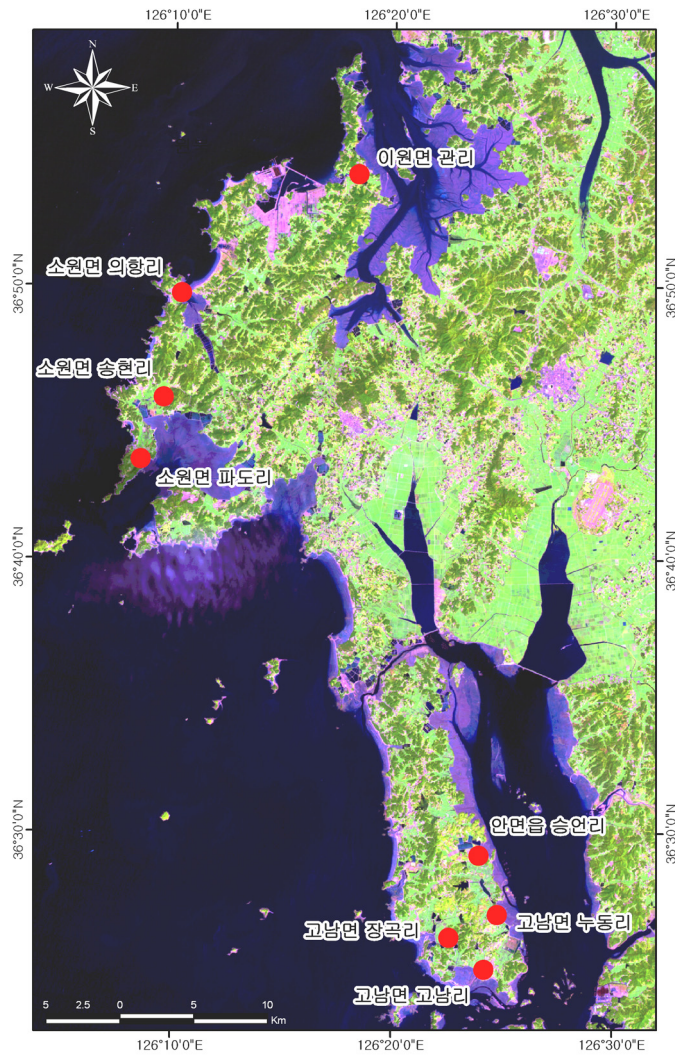 126°10'0"E 126°20'0"E 126°30'0"E
N
W E
S
이원면 관리
소원면 의항리
36°50'0"N 36°50'0"N
소원면 송현리
소원면 파도리
36°40'0"N 36°40'0"N
36°30'0"N 36°30'0"N
안면읍 승언리
고남면 누동리
고남면 장곡리
고남면 고남리
5 2.5 0 5 10
Km
126°10'0"E 126°20'0"E 126°30'0"E